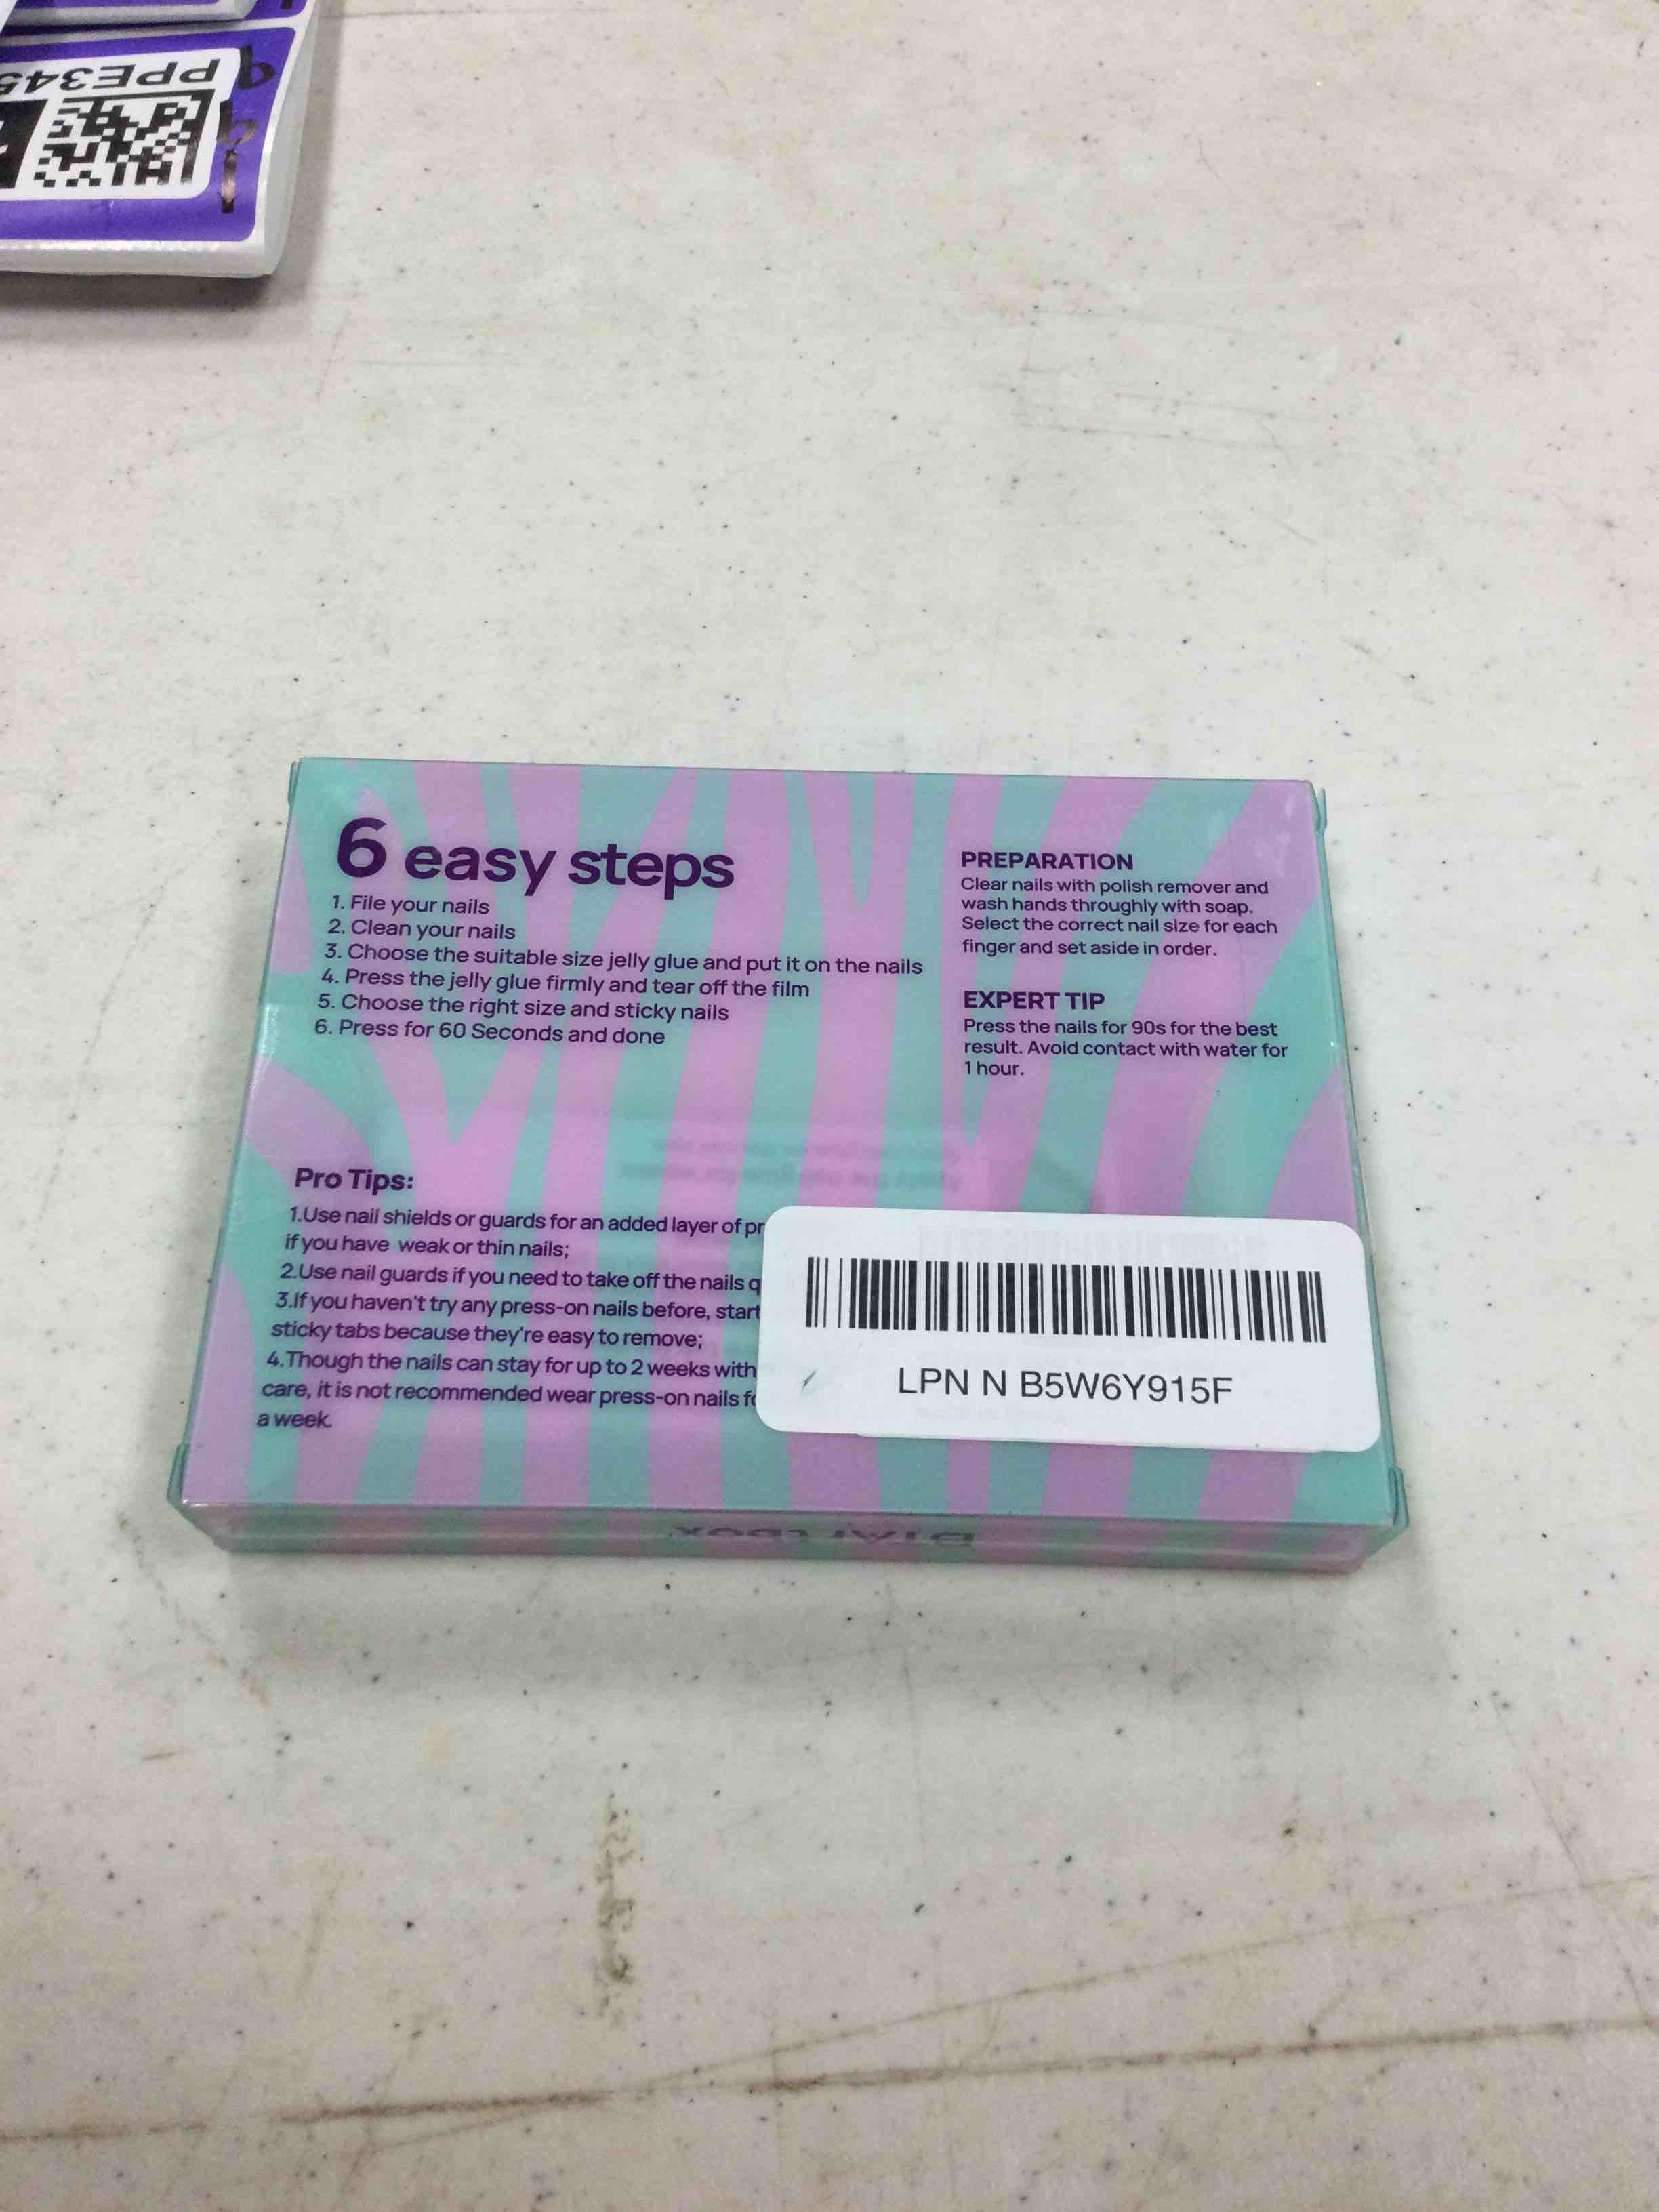 PPE345
6 easy steps
1. File your nails
2. Clean your nails
3. Choose the suitable size jelly glue and put it on the nails
4. Press the jelly glue firmly and tear off the film
5. Choose the right size and sticky nails
6. Press for 60 Seconds and done
PREPARATION
Clear nails with polish remover and
wash hands throughly with soap.
Select the correct nail size for each
finger and set aside in order.
EXPERT TIP
Press the nails for 90s for the best
result. Avoid contact with water for
1 hour.
Pro Tips:
1.Use nail shields or guards for an added layer of pr
if you have weak or thin nails;
2.Use nail guards if you need to take off the nails q
3.If you haven't try any press-on nails before, start
sticky tabs because they're easy to remove;
4.Though the nails can stay for up to 2 weeks with
care, it is not recommended wear press-on nails fo
a week.
LPN N B5W6Y915F